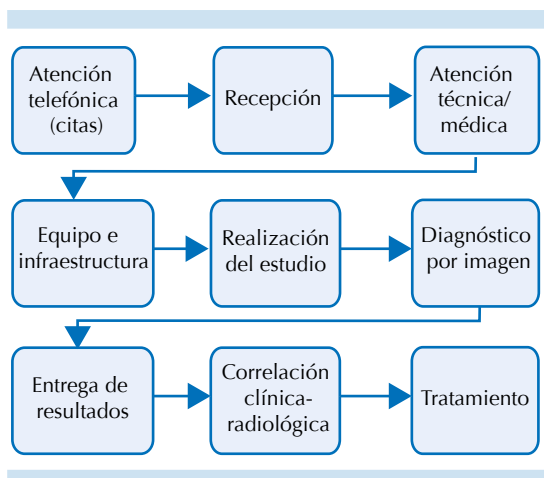 Atención
telefónica
(citas)
Recepción
Atención
técnica/
médica
Equipo e
infraestructura
Realización
del estudio
Diagnóstico
por imagen
Entrega de
resultados
Correlación
clínica-
radiológica
Tratamiento